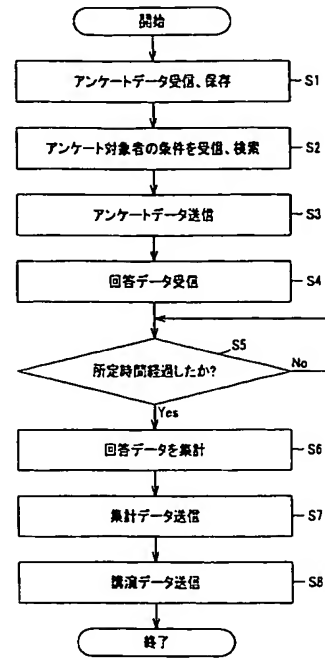 開始
アンケートデータ受信、保存 S1
アンケート対象者の条件を受信、検索 S2
アンケートデータ送信 S3
回答データ受信 S4
所定時間経過したか? S5
No
Yes
回答データを集計 S6
集計データ送信 S7
講演データ送信 S8
終了